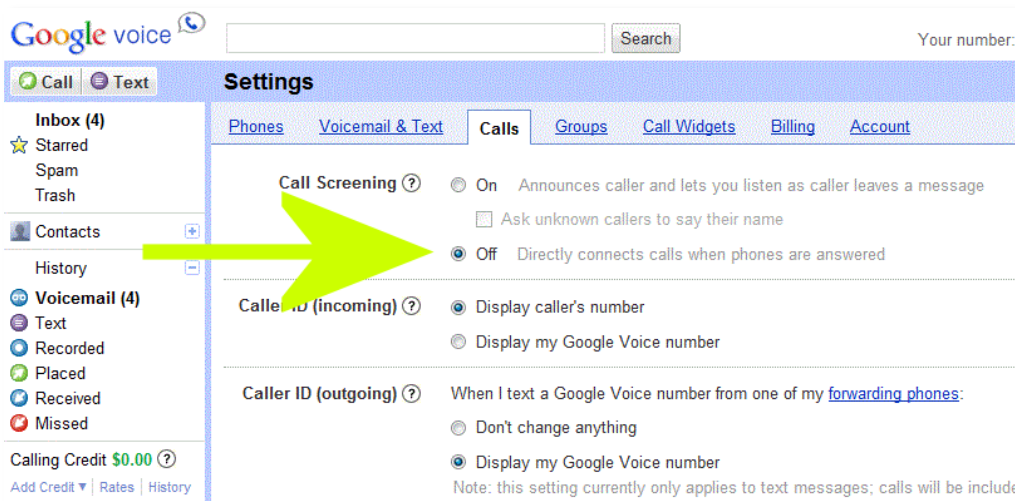 Google voice
Search
Your number:
Call Text
Settings
Inbox (4)
Starred
Spam
Trash
Contacts
History
Voicemail (4)
Text
Recorded
Placed
Received
Missed
Calling Credit $0.00 ?
Add Credit ▼ | Rates | History
Phones Voicemail & Text Calls Groups Call Widgets Billing Account
Call Screening ? On Announces caller and lets you listen as caller leaves a message
Ask unknown callers to say their name
Off Directly connects calls when phones are answered
Caller ID (incoming) ? Display caller's number
Display my Google Voice number
Caller ID (outgoing) ? When I text a Google Voice number from one of my forwarding phones:
Don't change anything
Display my Google Voice number
Note: this setting currently only applies to text messages; calls will be include